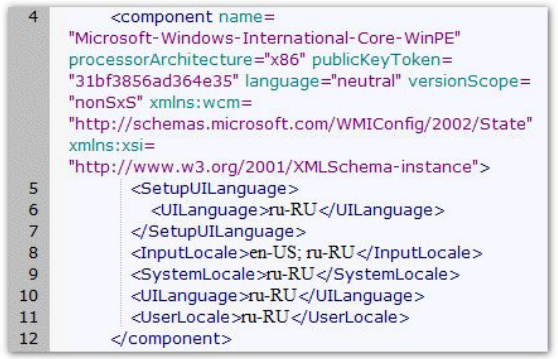 4 <component name=
"Microsoft-Windows-International-Core-WinPE"
processorArchitecture="x86" publicKeyToken=
"31bf3856ad364e35" language="neutral" versionScope=
"nonSxS" xmlns:wcm=
"http://schemas.microsoft.com/WMIConfig/2002/State"
xmlns:xsi=
"http://www.w3.org/2001/XMLSchema-instance">
5 <SetupUILanguage>
6 <UILanguage>ru-RU</UILanguage>
7 </SetupUILanguage>
8 <InputLocale>en-US; ru-RU</InputLocale>
9 <SystemLocale>ru-RU</SystemLocale>
10 <UILanguage>ru-RU</UILanguage>
11 <UserLocale>ru-RU</UserLocale>
12 </component>